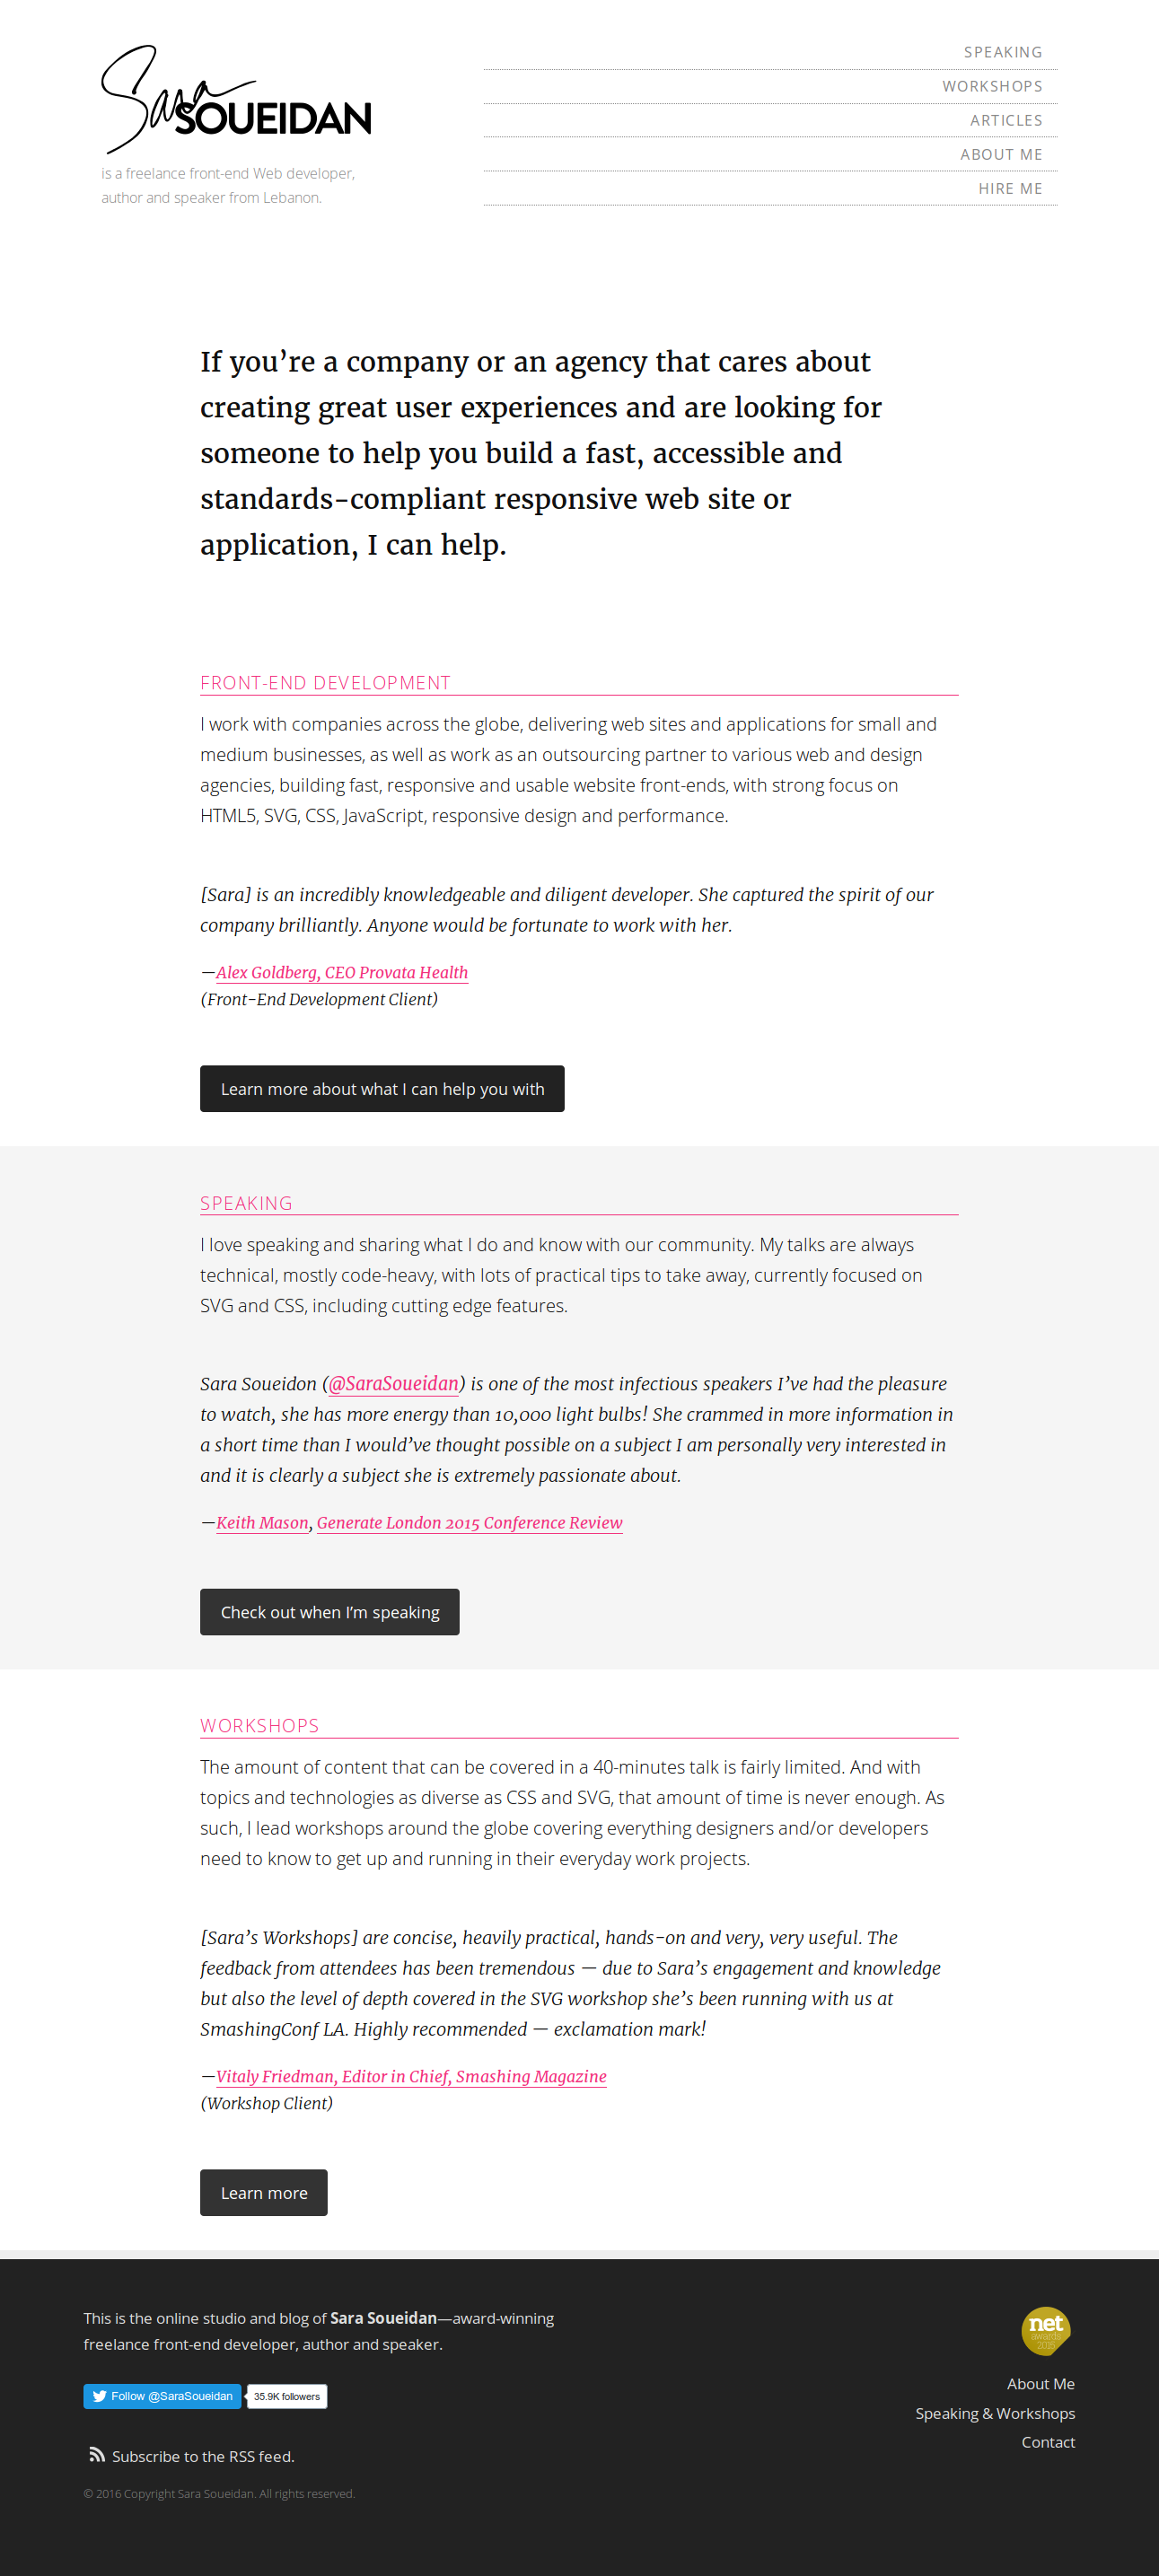 Sara
SOUEIDAN
is a freelance front-end Web developer,
author and speaker from Lebanon.
SPEAKING
WORKSHOPS
ARTICLES
ABOUT ME
HIRE ME
If you’re a company or an agency that cares about
creating great user experiences and are looking for
someone to help you build a fast, accessible and
standards-compliant responsive web site or
application, I can help.
FRONT-END DEVELOPMENT
I work with companies across the globe, delivering web sites and applications for small and
medium businesses, as well as work as an outsourcing partner to various web and design
agencies, building fast, responsive and usable website front-ends, with strong focus on
HTML5, SVG, CSS, JavaScript, responsive design and performance.
[Sara] is an incredibly knowledgeable and diligent developer. She captured the spirit of our
company brilliantly. Anyone would be fortunate to work with her.
—Alex Goldberg, CEO Provata Health
(Front-End Development Client)
Learn more about what I can help you with
SPEAKING
I love speaking and sharing what I do and know with our community. My talks are always
technical, mostly code-heavy, with lots of practical tips to take away, currently focused on
SVG and CSS, including cutting edge features.
Sara Soueidan (@SaraSoueidan) is one of the most infectious speakers I’ve had the pleasure
to watch, she has more energy than 10,000 light bulbs! She crammed in more information in
a short time than I would’ve thought possible on a subject I am personally very interested in
and it is clearly a subject she is extremely passionate about.
—Keith Mason, Generate London 2015 Conference Review
Check out when I’m speaking
WORKSHOPS
The amount of content that can be covered in a 40-minutes talk is fairly limited. And with
topics and technologies as diverse as CSS and SVG, that amount of time is never enough. As
such, I lead workshops around the globe covering everything designers and/or developers
need to know to get up and running in their everyday work projects.
[Sara’s Workshops] are concise, heavily practical, hands-on and very, very useful. The
feedback from attendees has been tremendous — due to Sara’s engagement and knowledge
but also the level of depth covered in the SVG workshop she’s been running with us at
SmashingConf LA. Highly recommended — exclamation mark!
—Vitaly Friedman, Editor in Chief, Smashing Magazine
(Workshop Client)
Learn more
This is the online studio and blog of Sara Soueidan—award-winning
freelance front-end developer, author and speaker.
Follow @SaraSoueidan
35.9K followers
Subscribe to the RSS feed.
© 2016 Copyright Sara Soueidan. All rights reserved.
net
awards
2015
About Me
Speaking & Workshops
Contact